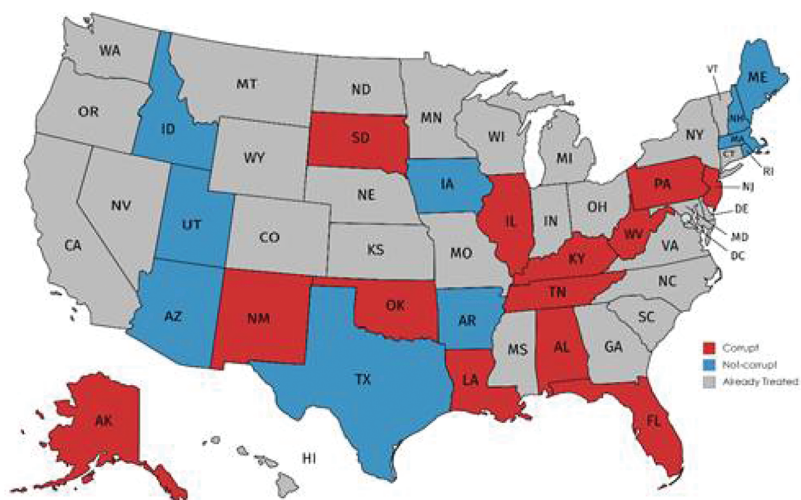 WA
MT
ND
MN
VT
ME
OR
ID
SD
WI
MI
NY
NH
MA
CT
RI
WY
IA
NE
PA
NJ
NV
UT
CO
IL
IN
OH
DE
MD
DC
CA
KS
MO
KY
WV
VA
AZ
NM
OK
AR
TN
NC
SC
TX
LA
MS
AL
GA
FL
AK
HI
Corrupt
Not-corrupt
Already Treated